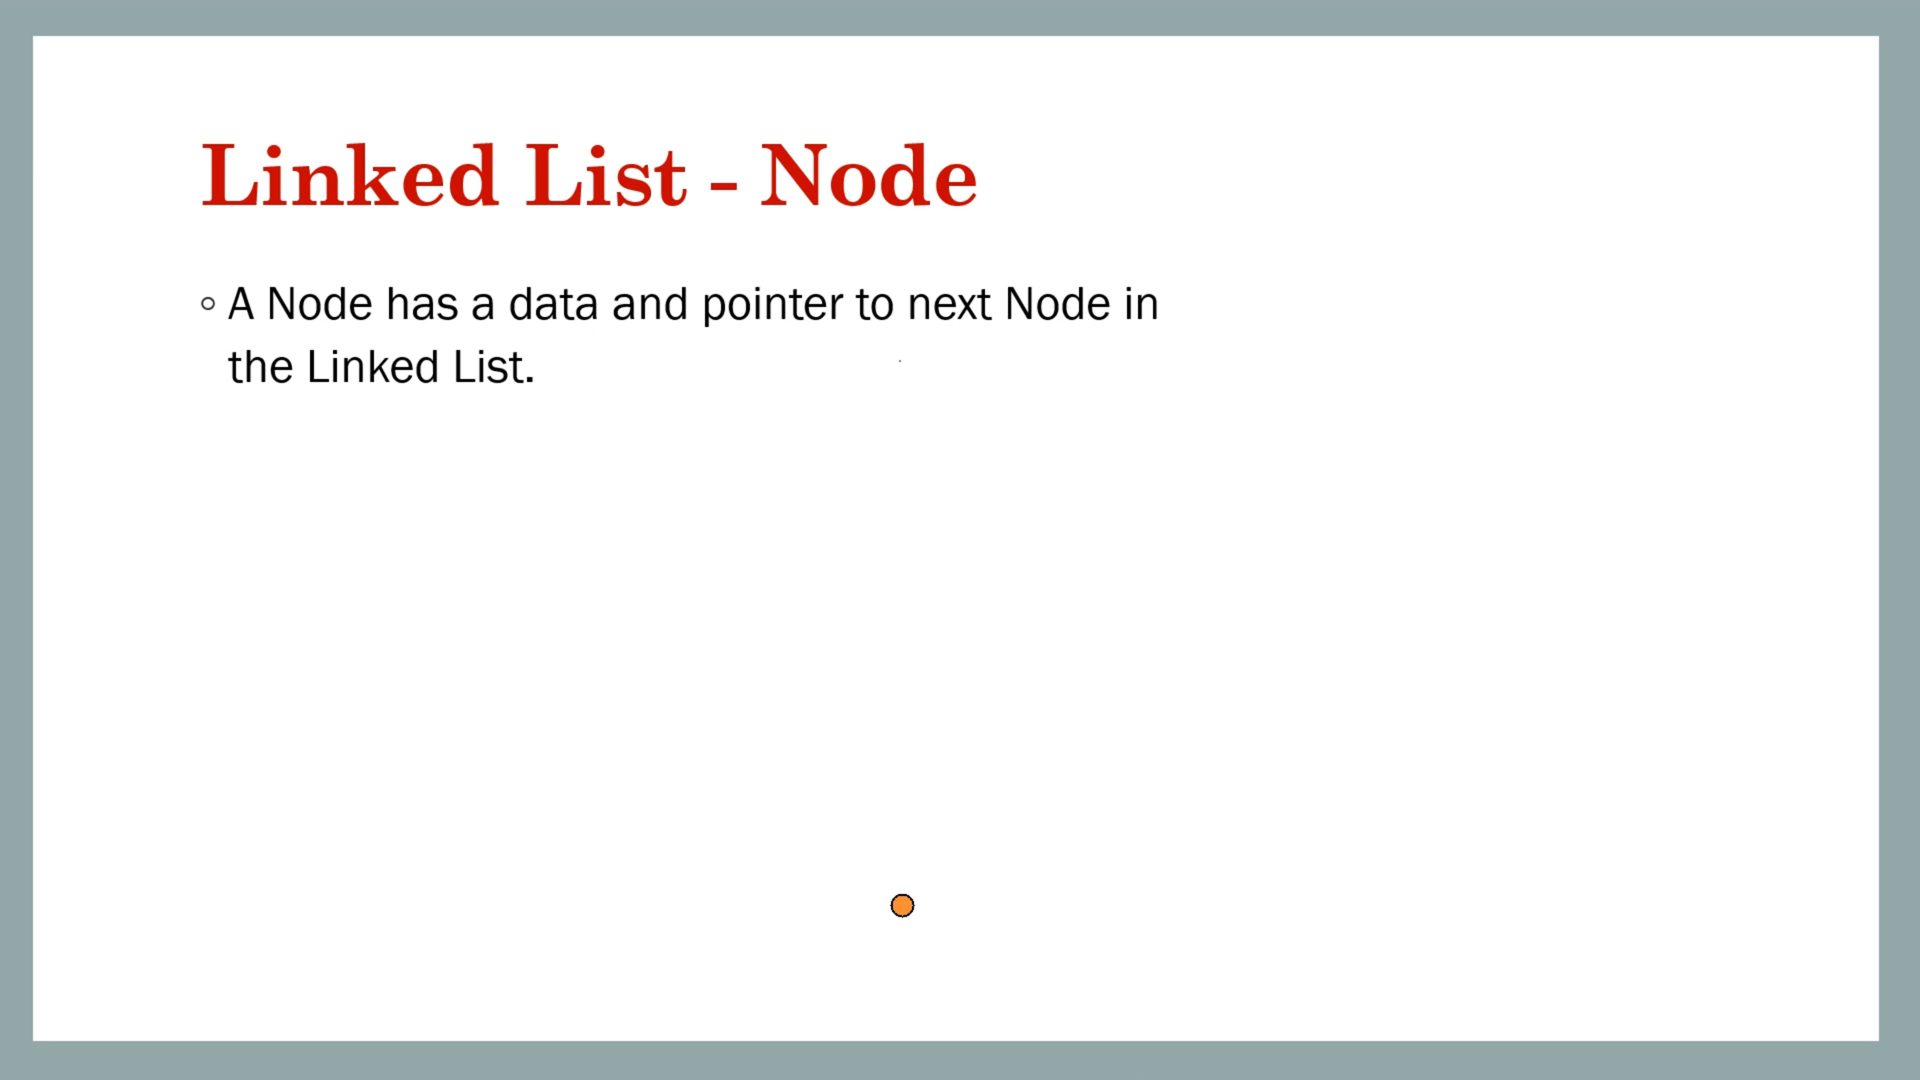 Linked List - Node
◦ A Node has a data and pointer to next Node in
the Linked List.